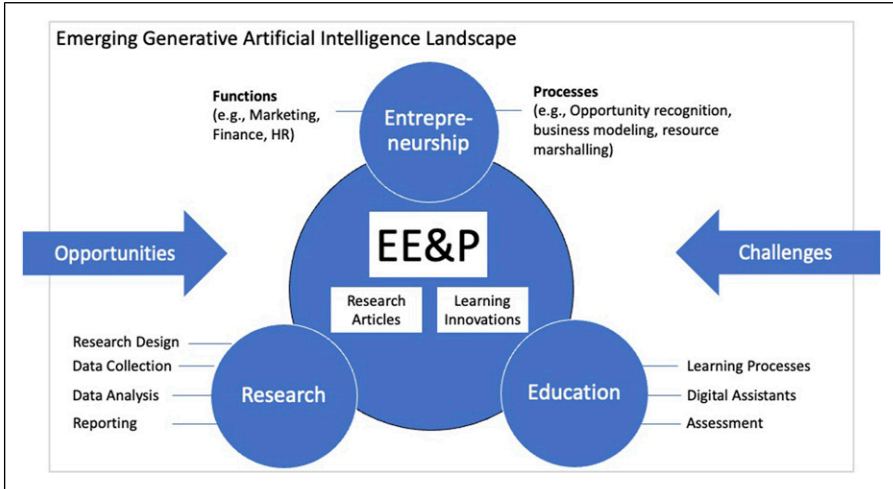 Emerging Generative Artificial Intelligence Landscape
Functions
(e.g., Marketing,
Finance, HR)
Entrepre-
neurship
Processes
(e.g., Opportunity recognition,
business modeling, resource
marshalling)
Opportunities
EE&P
Challenges
Research
Articles
Learning
Innovations
Research Design
Data Collection
Data Analysis
Reporting
Research
Education
Learning Processes
Digital Assistants
Assessment